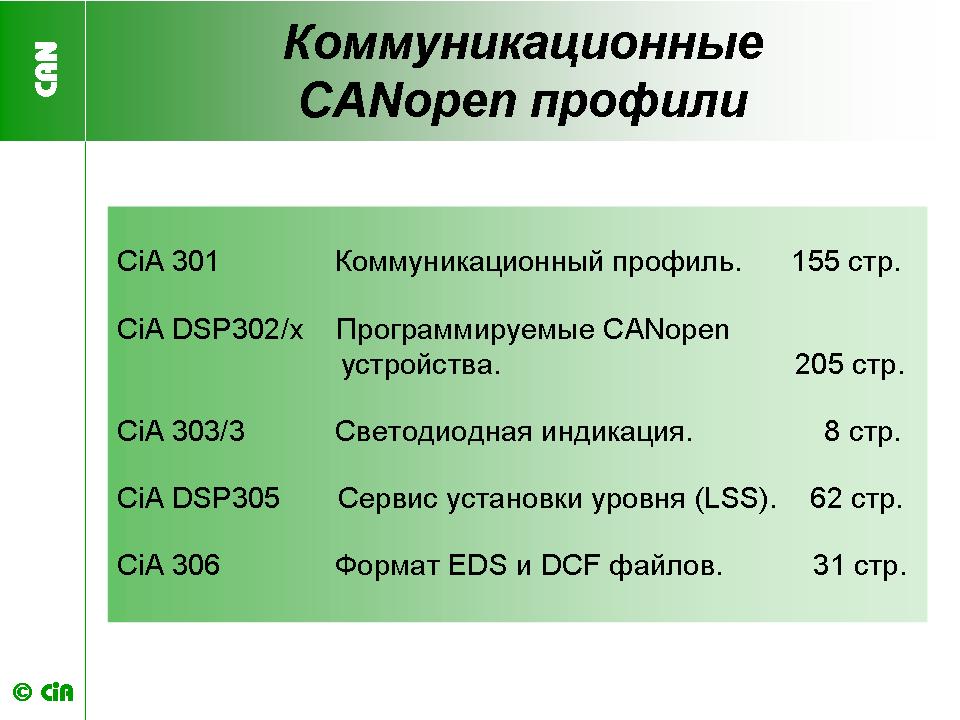 CAN
Коммуникационные
CANopen профили
CiA 301 Коммуникационный профиль. 155 стр.
CiA DSP302/x Программируемые CANopen
устройства. 205 стр.
CiA 303/3 Светодиодная индикация. 8 стр.
CiA DSP305 Сервис установки уровня (LSS). 62 стр.
CiA 306 Формат EDS и DCF файлов. 31 стр.
© CiA